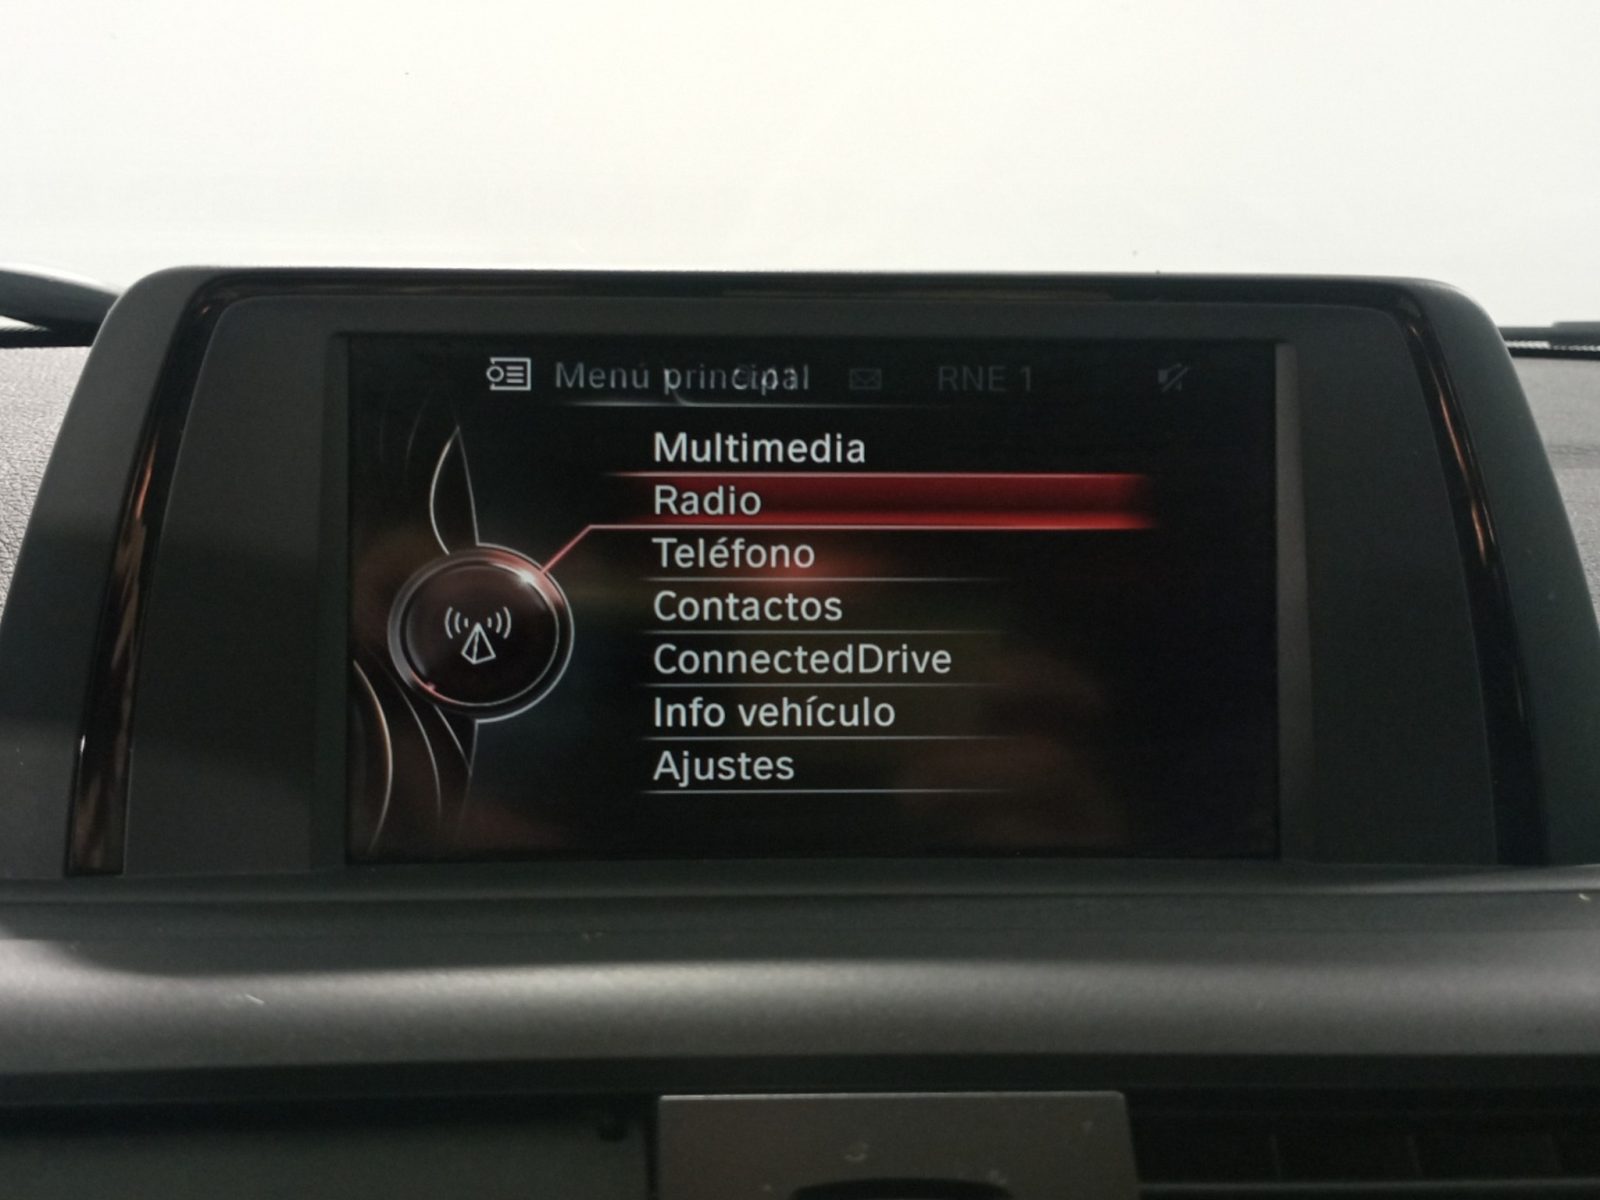 Menú principal RNE 1
Multimedia
Radio
Teléfono
Contactos
ConnectedDrive
Info vehículo
Ajustes